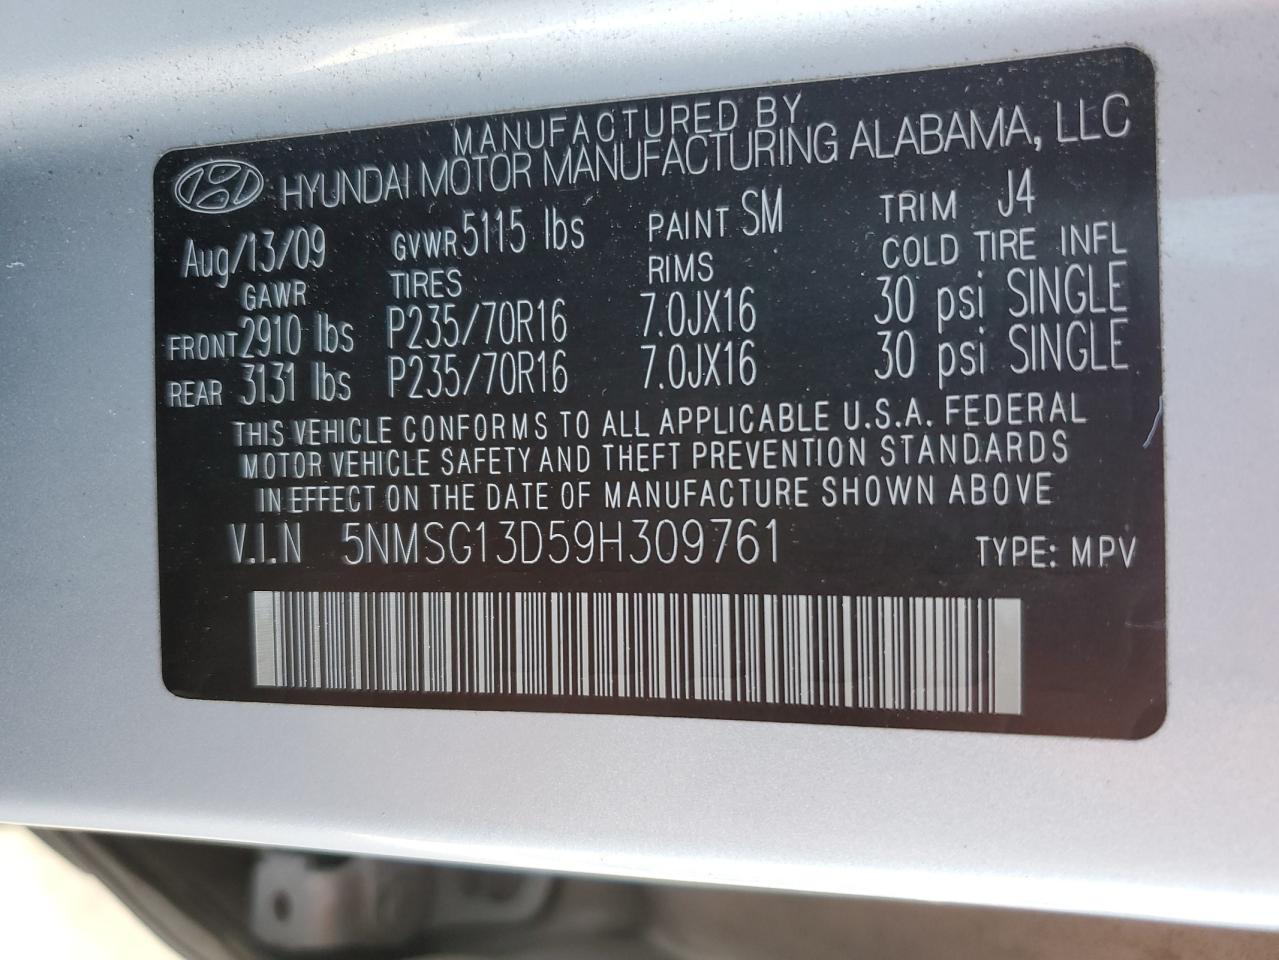 MANUFACTURED BY
HYUNDAI MOTOR MANUFACTURING ALABAMA, LLC
Aug/13/09 GVWR 5115 lbs PAINT SM TRIM J4
GAWR TIRES RIMS COLD TIRE INFL
FRONT 2910 lbs P235/70R16 7.0JX16 30 psi SINGLE
REAR 3131 lbs P235/70R16 7.0JX16 30 psi SINGLE
THIS VEHICLE CONFORMS TO ALL APPLICABLE U.S.A. FEDERAL
MOTOR VEHICLE SAFETY AND THEFT PREVENTION STANDARDS
IN EFFECT ON THE DATE OF MANUFACTURE SHOWN ABOVE
V.I.N 5NMSG13D59H309761 TYPE: MPV